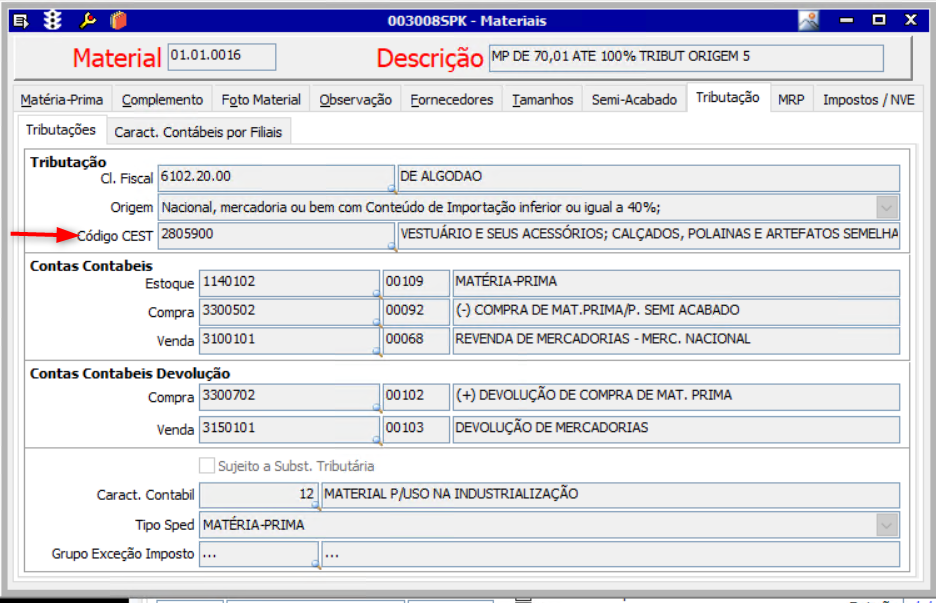 003008SPK - Materiais
Material 01.01.0016 Descrição MP DE 70,01 ATE 100% TRIBUT ORIGEM 5
Matéria-Prima Complemento Foto Material Observação Fornecedores Tamanhos Semi-Acabado Tributação MRP Impostos / NVE
Tributações Caract. Contábeis por Filiais
Tributação
Cl. Fiscal 6102.20.00 DE ALGODAO
Origem Nacional, mercadoria ou bem com Conteúdo de Importação inferior ou igual a 40%;
Código CEST 2805900 VESTUÁRIO E SEUS ACESSÓRIOS; CALÇADOS, POLAINAS E ARTEFATOS SEMELHA
Contas Contabeis
Estoque 1140102 00109 MATÉRIA-PRIMA
Compra 3300502 00092 (-) COMPRA DE MAT.PRIMA/P. SEMI ACABADO
Venda 3100101 00068 REVENDA DE MERCADORIAS - MERC. NACIONAL
Contas Contabeis Devolução
Compra 3300702 00102 (+) DEVOLUÇÃO DE COMPRA DE MAT. PRIMA
Venda 3150101 00103 DEVOLUÇÃO DE MERCADORIAS
Sujeito a Subst. Tributária
Caract. Contabil 12 MATERIAL P/USO NA INDUSTRIALIZAÇÃO
Tipo Sped MATÉRIA-PRIMA
Grupo Exceção Imposto ... ...